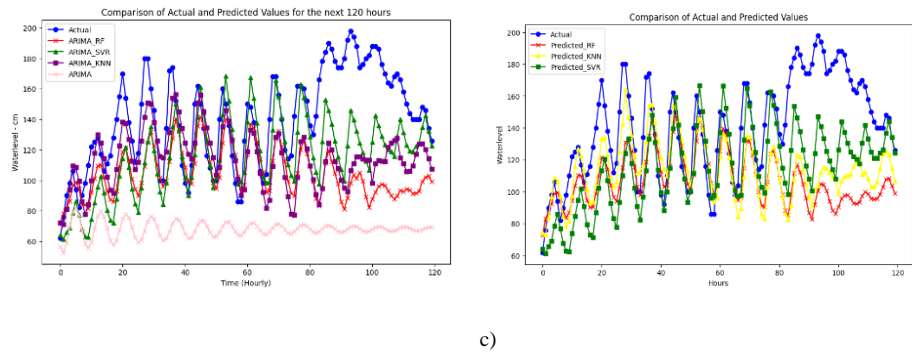 Comparison of Actual and Predicted Values for the next 120 hours
200
180
160
140
120
100
80
60
Waterlevel - cm
Actual
ARIMA_RF
ARIMA_SVR
ARIMA_KNN
ARIMA
0 20 40 60 80 100 120
Time (Hourly)
Comparison of Actual and Predicted Values
200
180
160
140
120
100
80
60
Waterlevel
Actual
Predicted_RF
Predicted_KNN
Predicted_SVR
0 20 40 60 80 100 120
Hours
c)